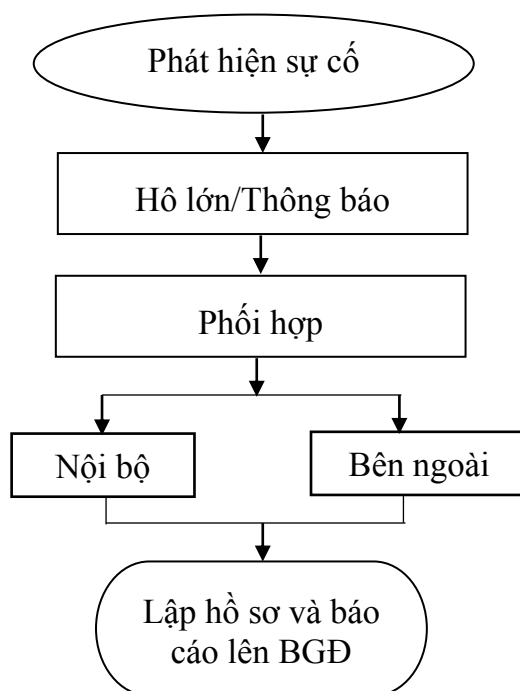 Phát hiện sự cố
Hô lớn/Thông báo
Phối hợp
Nội bộ
Bên ngoài
Lập hồ sơ và báo
cáo lên BGĐ